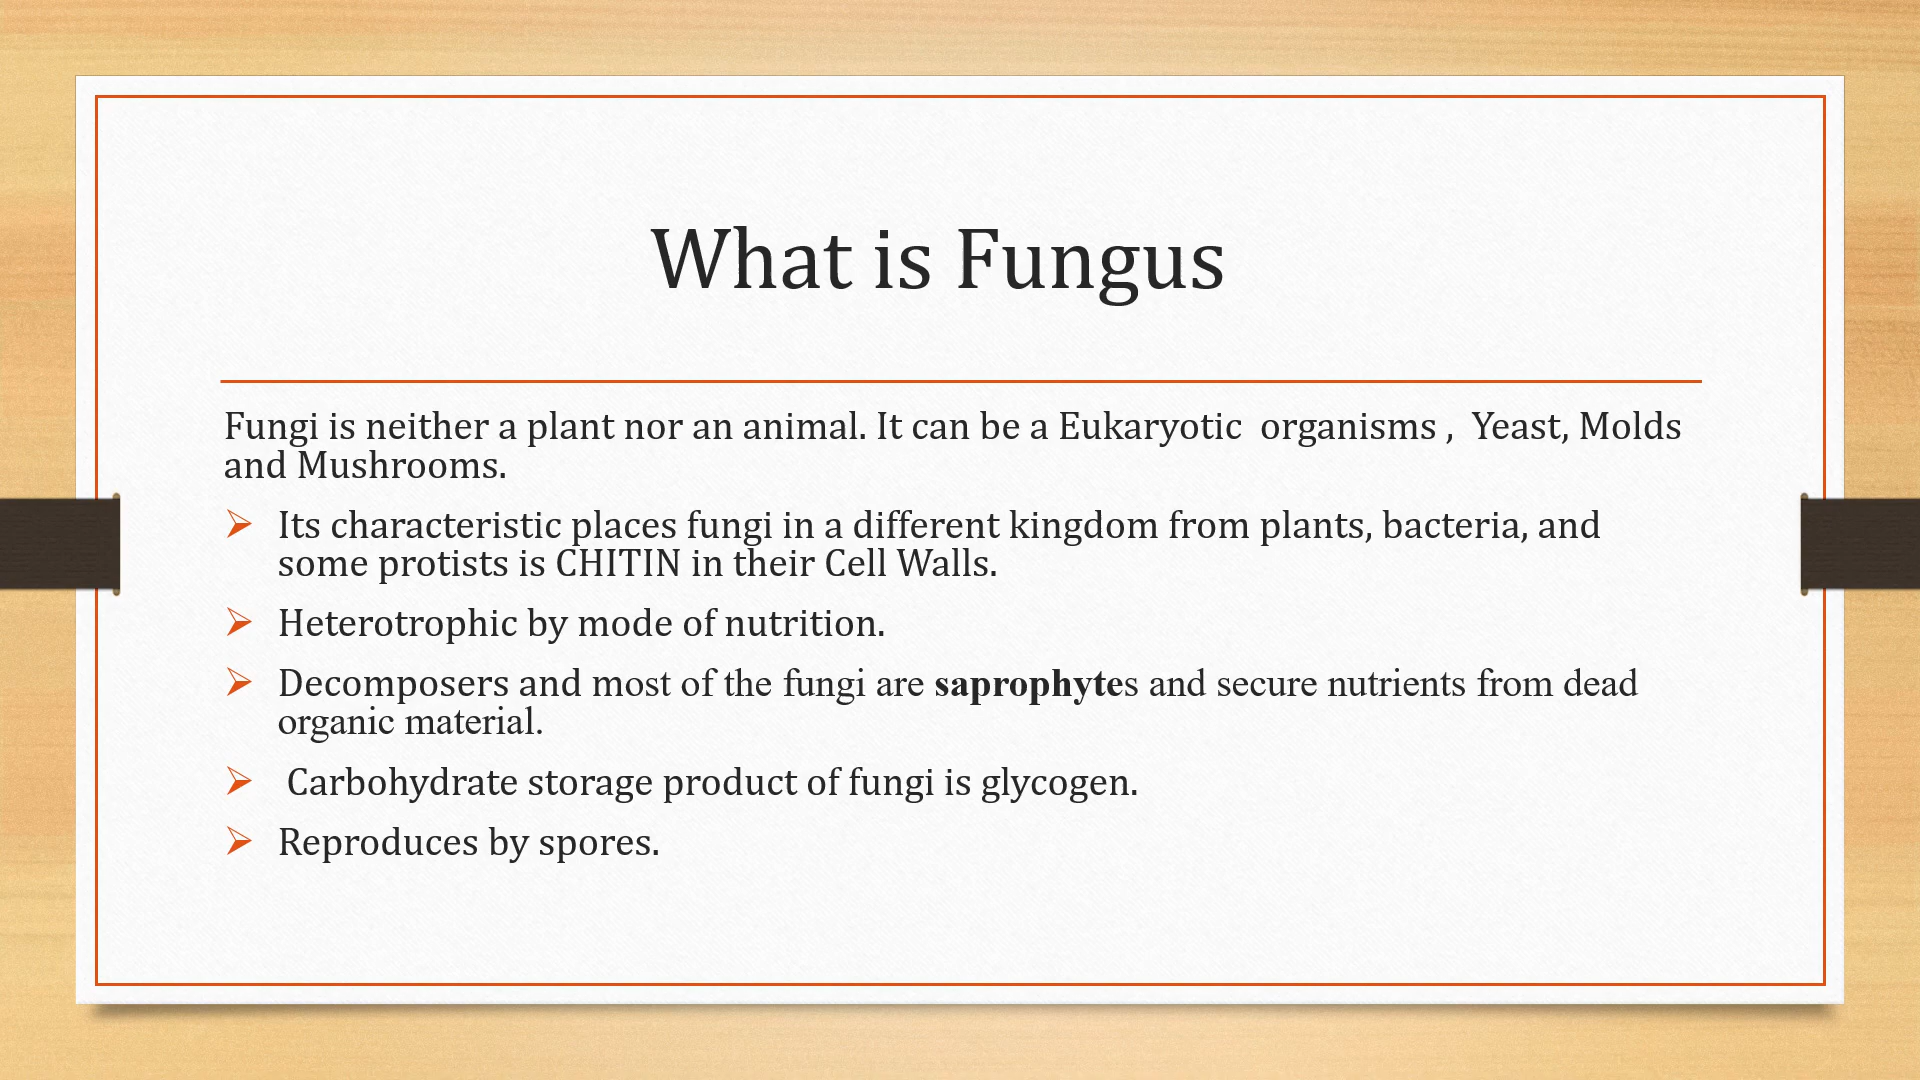 What is Fungus
Fungi is neither a plant nor an animal. It can be a Eukaryotic  organisms ,  Yeast, Molds
and Mushrooms.
Its characteristic places fungi in a different kingdom from plants, bacteria, and
some protists is CHITIN in their Cell Walls.
Heterotrophic by mode of nutrition.
Decomposers and most of the fungi are saprophytes and secure nutrients from dead
organic material.
Carbohydrate storage product of fungi is glycogen.
Reproduces by spores.